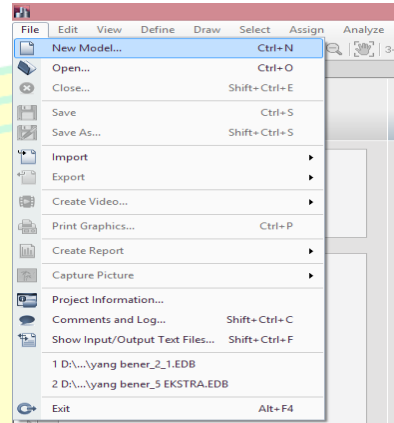 File Edit View Define Draw Select Assign Analyze
New Model... Ctrl+N
Open... Ctrl+O
Close... Shift+Ctrl+E
Save Ctrl+S
Save As... Shift+Ctrl+S
Import
Export
Create Video...
Print Graphics... Ctrl+P
Create Report
Capture Picture
Project Information...
Comments and Log... Shift+Ctrl+C
Show Input/Output Text Files... Shift+Ctrl+F
1 D:\...\yang bener_2_1.EDB
2 D:\...\yang bener_5 EKSTRA.EDB
Exit Alt+F4